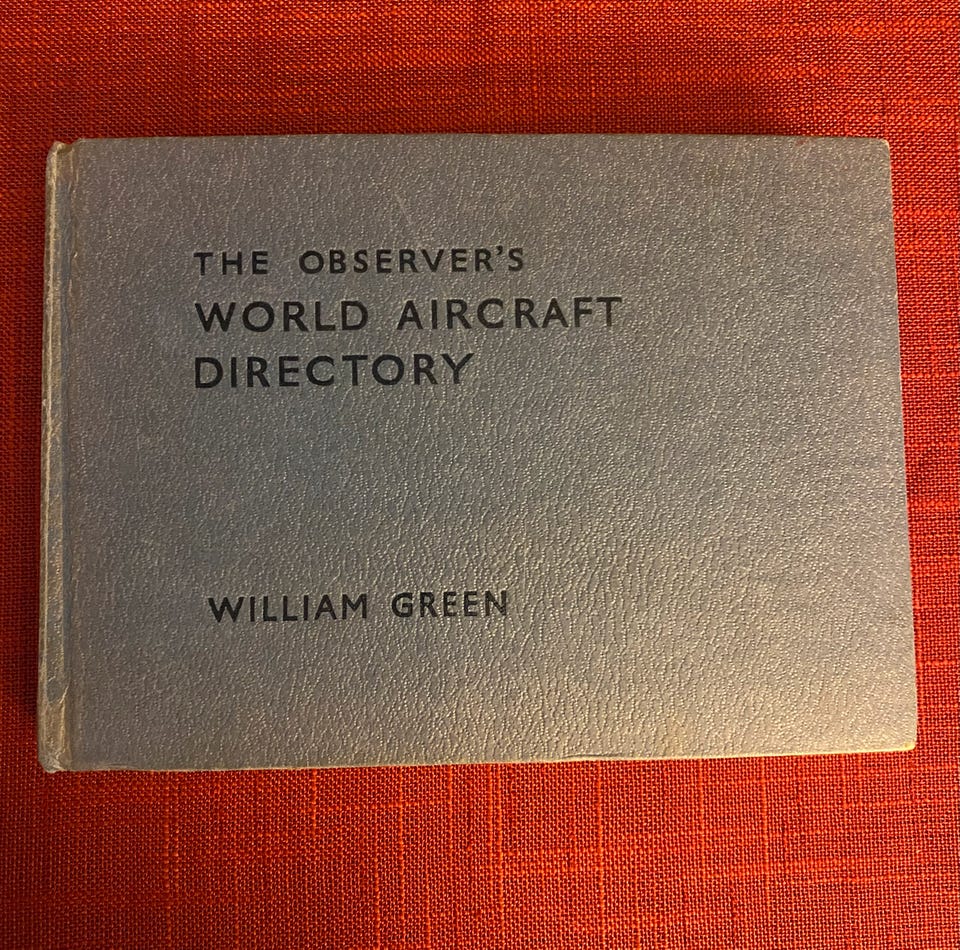 THE OBSERVER'S
WORLD AIRCRAFT
DIRECTORY
WILLIAM GREEN